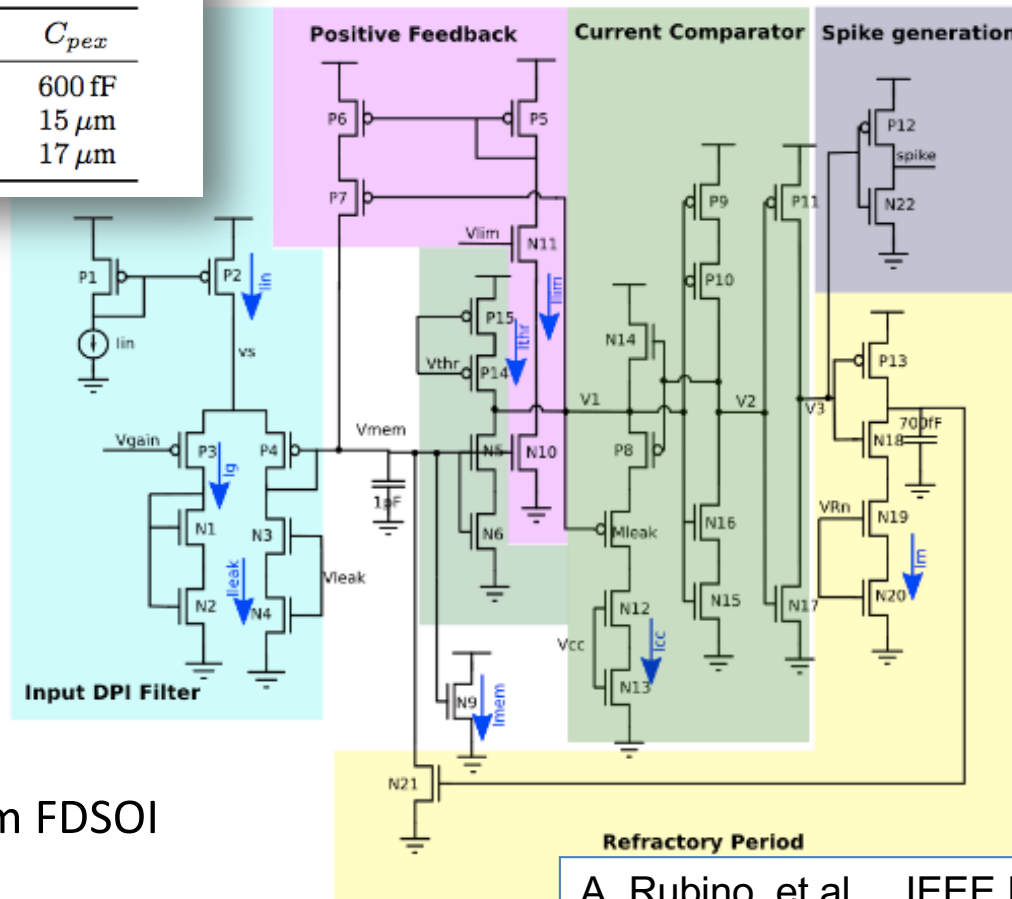 C_pex
600 fF
15 μm
17 μm
Positive Feedback
Current Comparator
Spike generation
P6
P5
P12
spike
P7
N22
P9
P11
Vlim
N11
P1
P2
Iin
Ilim
P10
Iin
P15
Ithr
N14
P13
vs
Vthr
P14
V1
V2
V3
700fF
Vgain
P3
P4
Vmem
N5
N10
P8
N18
Ig
1pF
N1
N3
N6
Mleak
N16
VRn
N19
Ileak
Vleak
Im
N2
N4
N12
N15
N17
N20
Vcc
Icc
Input DPI Filter
N9
Imem
N13
N21
m FDSOI
Refractory Period
A. Rubino, et al.,